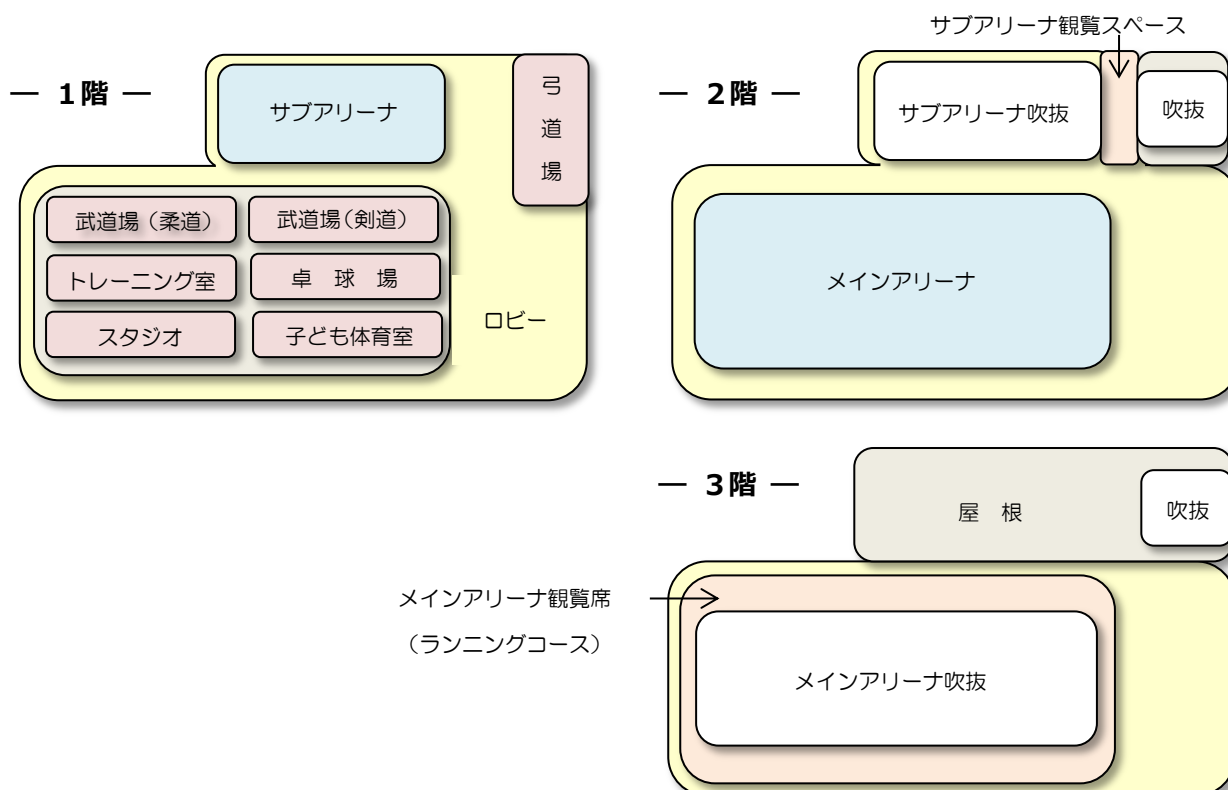 ― 1階 ―
サブアリーナ
弓
道
場
武道場（柔道）
武道場（剣道）
トレーニング室
卓 球 場
スタジオ
子ども体育室
ロビー
サブアリーナ観覧スペース
― 2階 ―
サブアリーナ吹抜
吹抜
メインアリーナ
― 3階 ―
屋 根
吹抜
メインアリーナ観覧席
（ランニングコース）
メインアリーナ吹抜